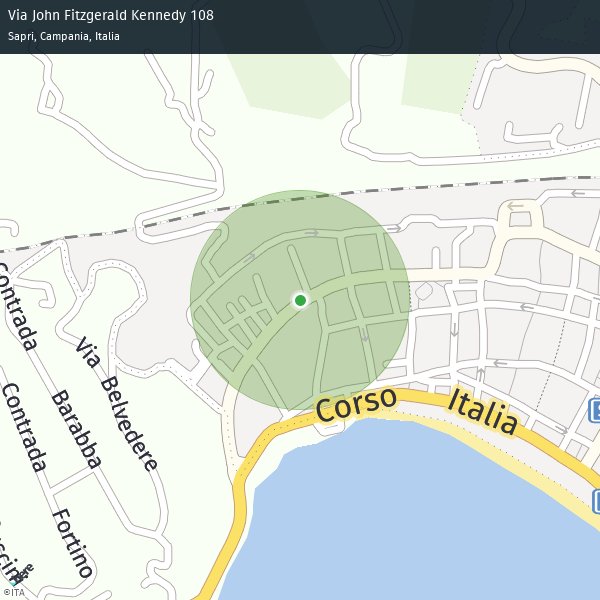 Via John Fitzgerald Kennedy 108
Sapri, Campania, Italia
Contrada
Via Belvedere
Corso Italia
Contrada
Barabba
Fortino
©ITA